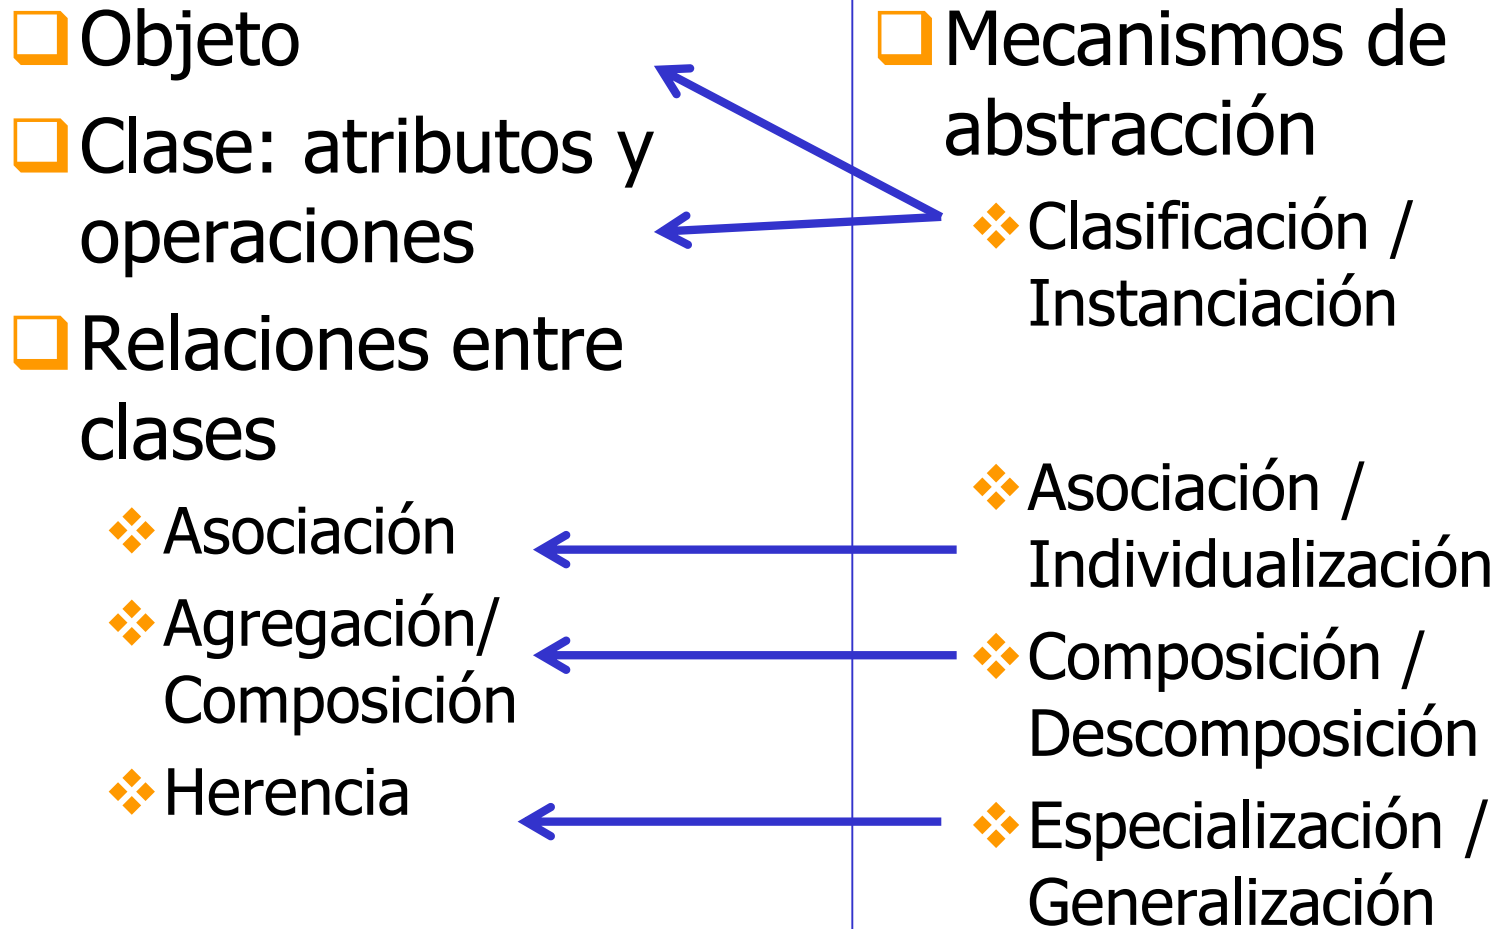 Objeto
Clase: atributos y
operaciones
Relaciones entre
clases
Asociación
Agregación/
Composición
Herencia
Mecanismos de
abstracción
Clasificación /
Instanciación
Asociación /
Individualización
Composición /
Descomposición
Especialización /
Generalización